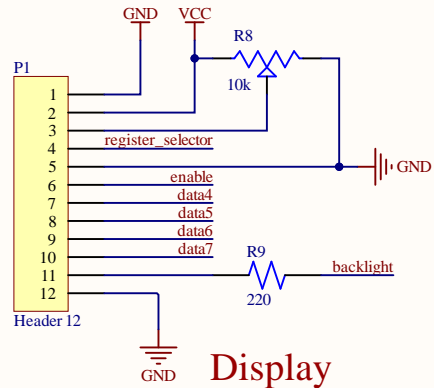 GND
VCC
P1
R8
10k
1
2
3
4
register_selector
5
GND
6
enable
7
data4
8
data5
9
data6
10
data7
11
R9
220
backlight
12
Header 12
GND
Display